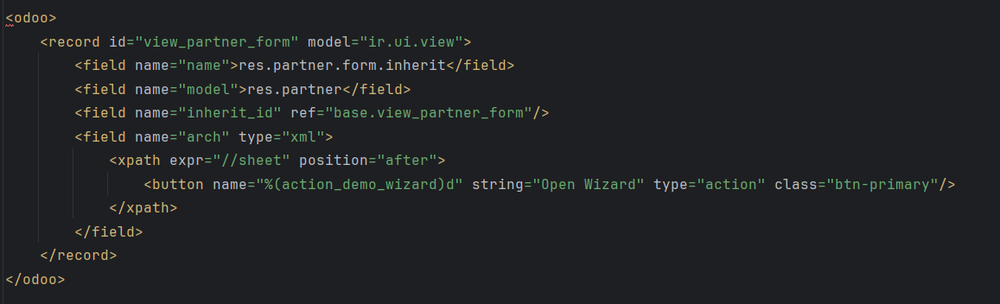 <odoo>
    <record id="view_partner_form" model="ir.ui.view">
        <field name="name">res.partner.form.inherit</field>
        <field name="model">res.partner</field>
        <field name="inherit_id" ref="base.view_partner_form"/>
        <field name="arch" type="xml">
            <xpath expr="//sheet" position="after">
                <button name="%(action_demo_wizard)d" string="Open Wizard" type="action" class="btn-primary"/>
            </xpath>
        </field>
    </record>
</odoo>